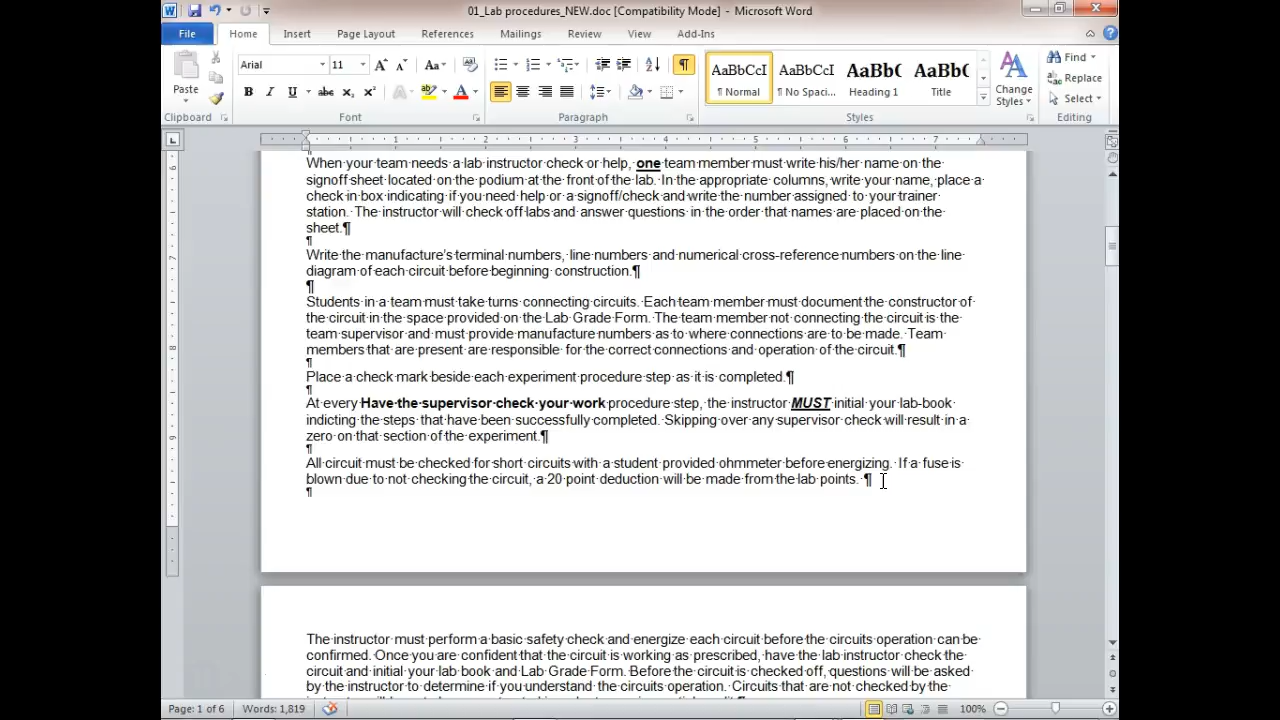 01_Lab procedures_NEW.doc [Compatibility Mode] - Microsoft Word
File Home Insert Page Layout References Mailings Review View Add-Ins
Paste
Arial 11
AaBbCcI AaBbCcI AaBbC AaBbC
¶ Normal ¶ No Spaci... Heading 1 Title
Change Styles
Find
Replace
Select
Clipboard Font Paragraph Styles Editing
1 2 3 4 5 6 7
When your team needs a lab instructor check or help, one team member must write his/her name on the
signoff sheet located on the podium at the front of the lab. In the appropriate columns, write your name, place a
check in box indicating if you need help or a signoff/check and write the number assigned to your trainer
station. The instructor will check off labs and answer questions in the order that names are placed on the
sheet.¶
¶
Write the manufacture's terminal numbers, line numbers and numerical cross-reference numbers on the line
diagram of each circuit before beginning construction.¶
¶
Students in a team must take turns connecting circuits. Each team member must document the constructor of
the circuit in the space provided on the Lab Grade Form. The team member not connecting the circuit is the
team supervisor and must provide manufacture numbers as to where connections are to be made. Team
members that are present are responsible for the correct connections and operation of the circuit.¶
¶
Place a check mark beside each experiment procedure step as it is completed.¶
¶
At every Have the supervisor check your work procedure step, the instructor MUST initial your lab-book
indicting the steps that have been successfully completed. Skipping over any supervisor check will result in a
zero on that section of the experiment.¶
¶
All circuit must be checked for short circuits with a student provided ohmmeter before energizing. If a fuse is
blown due to not checking the circuit, a 20 point deduction will be made from the lab points. ¶
¶
The instructor must perform a basic safety check and energize each circuit before the circuits operation can be
confirmed. Once you are confident that the circuit is working as prescribed, have the lab instructor check the
circuit and initial your lab book and Lab Grade Form. Before the circuit is checked off, questions will be asked
by the instructor to determine if you understand the circuits operation. Circuits that are not checked by the
Page: 1 of 6 Words: 1,819 100%